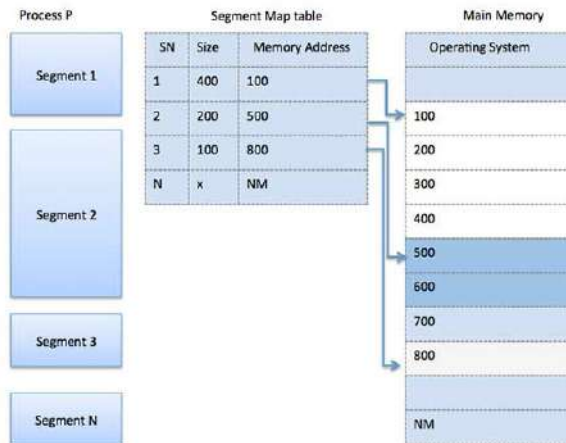 Process P
Segment 1
Segment 2
Segment 3
Segment N
Segment Map table
SN Size Memory Address
1 400 100
2 200 500
3 100 800
N x NM
Main Memory
Operating System
100
200
300
400
500
600
700
800
NM